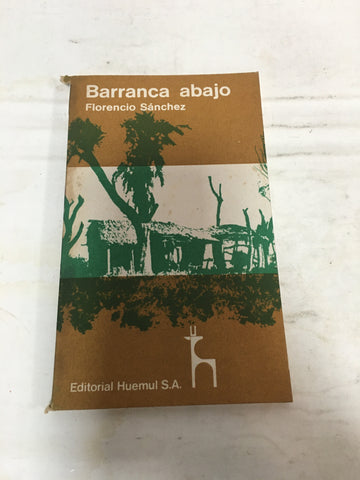 Barranca abajo
Florencio Sánchez
Editorial Huemul S.A.